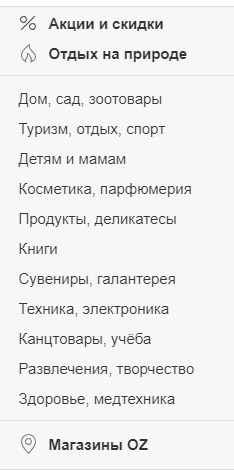 Акции и скидки
Отдых на природе
Дом, сад, зоотовары
Туризм, отдых, спорт
Детям и мамам
Косметика, парфюмерия
Продукты, деликатесы
Книги
Сувениры, галантерея
Техника, электроника
Канцтовары, учёба
Развлечения, творчество
Здоровье, медтехника
Магазины OZ